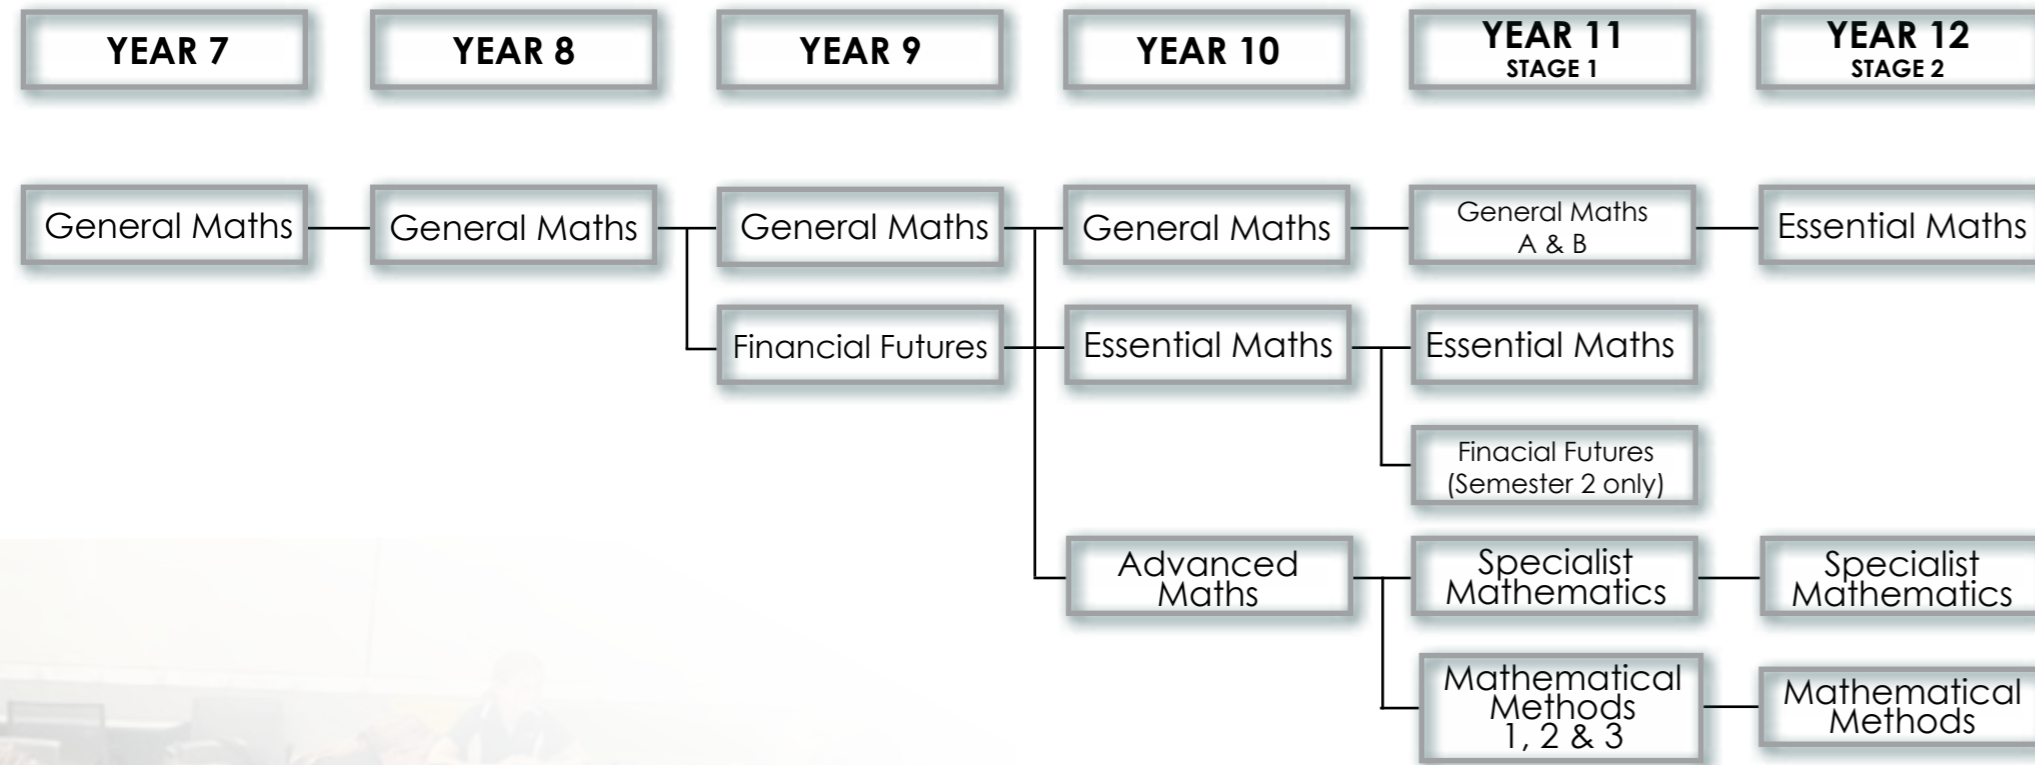 YEAR 7
YEAR 8
YEAR 9
YEAR 10
YEAR 11
STAGE 1
YEAR 12
STAGE 2
General Maths
General Maths
General Maths
General Maths
General Maths
A & B
Essential Maths
Financial Futures
Essential Maths
Essential Maths
Finacial Futures
(Semester 2 only)
Advanced
Maths
Specialist
Mathematics
Specialist
Mathematics
Mathematical
Methods
1, 2 & 3
Mathematical
Methods